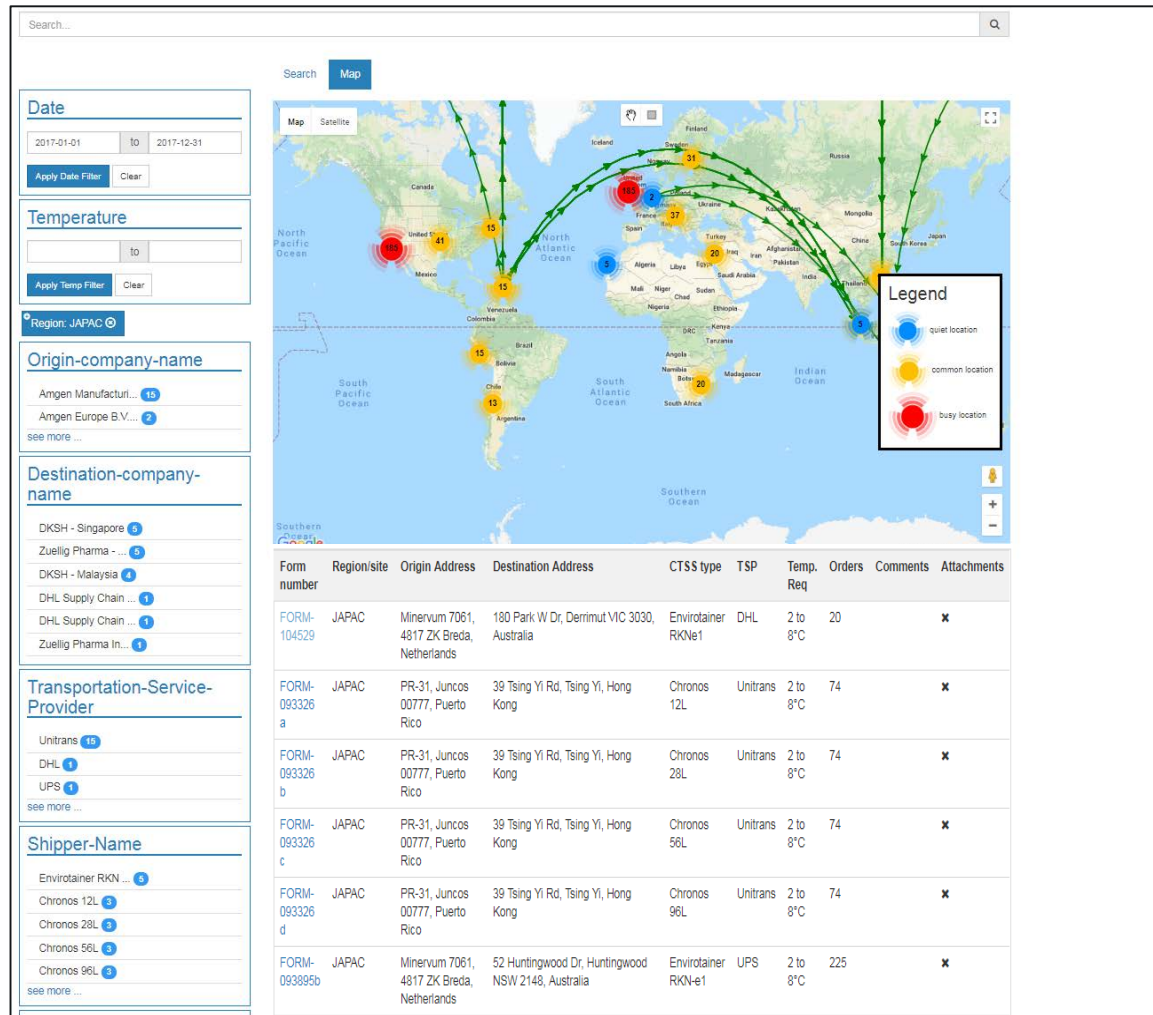 Search...
Search
Map
Date
2017-01-01 to 2017-12-31
Apply Date Filter Clear
Temperature
to
Apply Temp Filter Clear
Region: JAPAC
Origin-company-name
Amgen Manufacturi... 15
Amgen Europe B.V.... 2
see more ...
Destination-company-
name
DKSH - Singapore 5
Zuellig Pharma - ... 5
DKSH - Malaysia 4
DHL Supply Chain ... 1
DHL Supply Chain ... 1
Zuellig Pharma In... 1
Transportation-Service-
Provider
Unitrans 15
DHL 1
UPS 1
see more ...
Shipper-Name
Envirotainer RKN ... 5
Chronos 12L 3
Chronos 28L 3
Chronos 56L 3
Chronos 96L 3
see more ...
Map Satellite
Finland
Iceland
Sweden
Norway
31
Russia
Canada
2
Ukraine
France
37
Mongolia
North
Pacific
Ocean
41
15
North
Atlantic
Ocean
Spain
Turkey
China
South Korea
Japan
5
Algeria
Libya
Egypt
20
Iraq
Iran
Afghanistan
Pakistan
Saudi Arabia
India
Thailand
Mexico
15
Mali
Niger
Chad
Sudan
Nigeria
Ethiopia
Venezuela
Colombia
DRC
Kenya
Tanzania
5
Brazil
15
Bolivia
Angola
Namibia
20
Madagascar
Indian
Ocean
South
Pacific
Ocean
Chile
13
Argentina
South
Atlantic
Ocean
South Africa
Southern
Ocean
Southern
Ocean
Google
Legend
quiet location
common location
busy location
+
−
Form number Region/site Origin Address Destination Address CTSS type TSP Temp. Req Orders Comments Attachments
FORM-104529 JAPAC Minervum 7061, 4817 ZK Breda, Netherlands 180 Park W Dr, Derrimut VIC 3030, Australia Envirotainer RKNe1 DHL 2 to 8°C 20 ✖
FORM-093326 a JAPAC PR-31, Juncos 00777, Puerto Rico 39 Tsing Yi Rd, Tsing Yi, Hong Kong Chronos 12L Unitrans 2 to 8°C 74 ✖
FORM-093326 b JAPAC PR-31, Juncos 00777, Puerto Rico 39 Tsing Yi Rd, Tsing Yi, Hong Kong Chronos 28L Unitrans 2 to 8°C 74 ✖
FORM-093326 c JAPAC PR-31, Juncos 00777, Puerto Rico 39 Tsing Yi Rd, Tsing Yi, Hong Kong Chronos 56L Unitrans 2 to 8°C 74 ✖
FORM-093326 d JAPAC PR-31, Juncos 00777, Puerto Rico 39 Tsing Yi Rd, Tsing Yi, Hong Kong Chronos 96L Unitrans 2 to 8°C 74 ✖
FORM-093895b JAPAC Minervum 7061, 4817 ZK Breda, Netherlands 52 Huntingwood Dr, Huntingwood NSW 2148, Australia Envirotainer RKN-e1 UPS 2 to 8°C 225 ✖